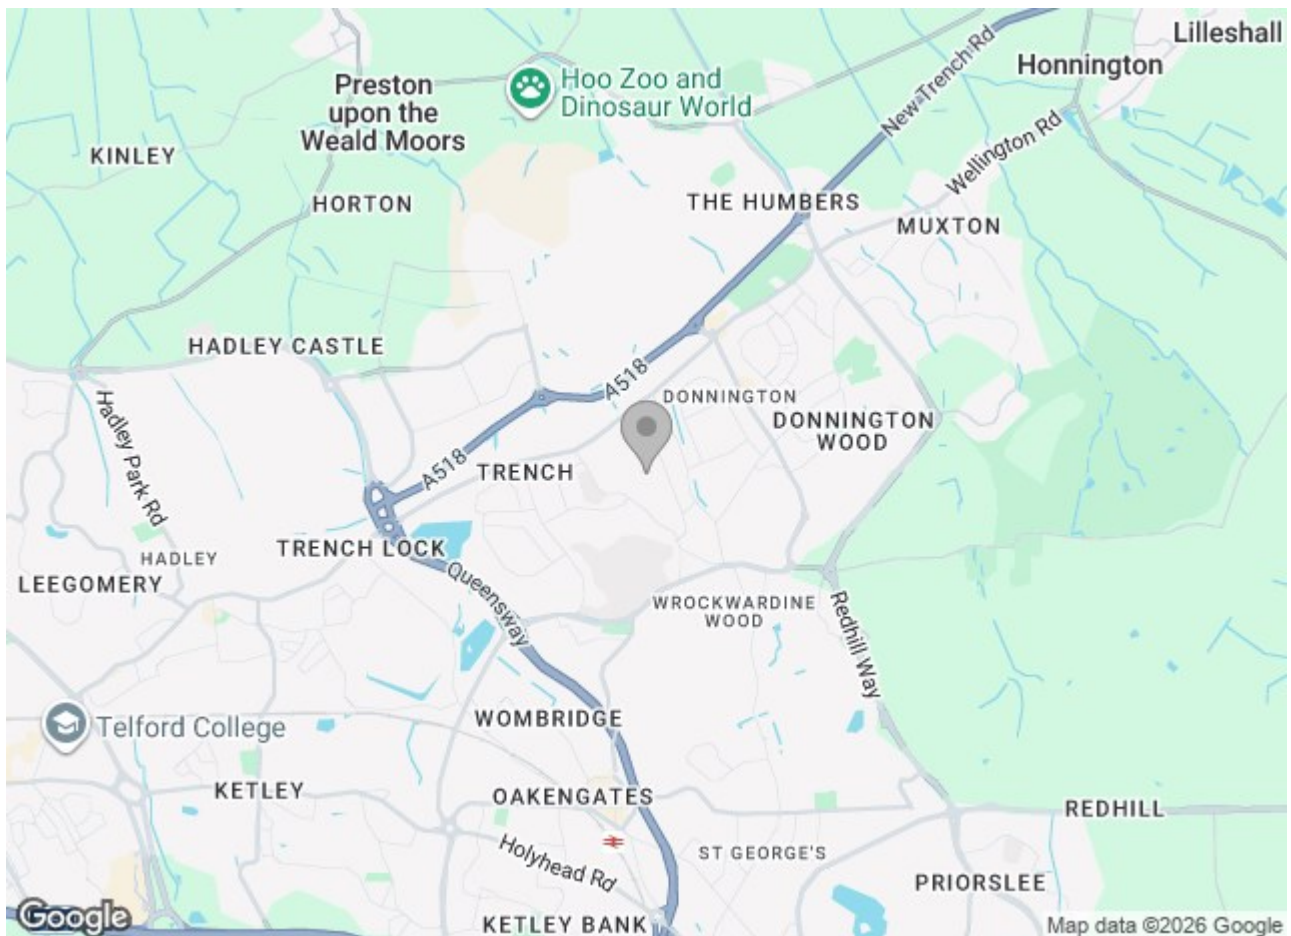 Lilleshall
Honnington
Hoo Zoo and
Dinosaur World
Preston
upon the
Weald Moors
New Trench Rd
Wellington Rd
KINLEY
HORTON
THE HUMBERS
MUXTON
HADLEY CASTLE
A518
DONNINGTON
DONNINGTON
WOOD
Hadley Park Rd
A518
TRENCH
TRENCH LOCK
HADLEY
LEEGOMERY
Queensway
WROCKWARDINE
WOOD
Redhill Way
Telford College
WOMBRIDGE
KETLEY
OAKENGATES
REDHILL
Holyhead Rd
ST GEORGE'S
PRIORSLEE
KETLEY BANK
Google
Map data ©2026 Google